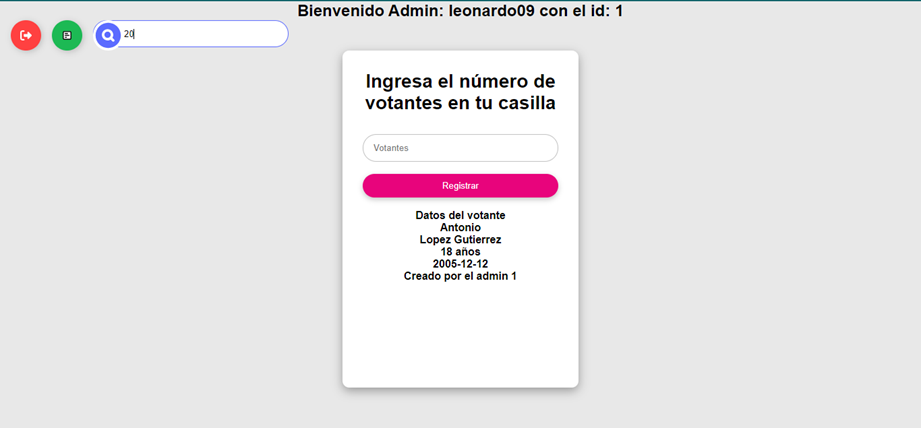 Bienvenido Admin: leonardo09 con el id: 1
20
Ingresa el número de
votantes en tu casilla
Votantes
Registrar
Datos del votante
Antonio
Lopez Gutierrez
18 años
2005-12-12
Creado por el admin 1